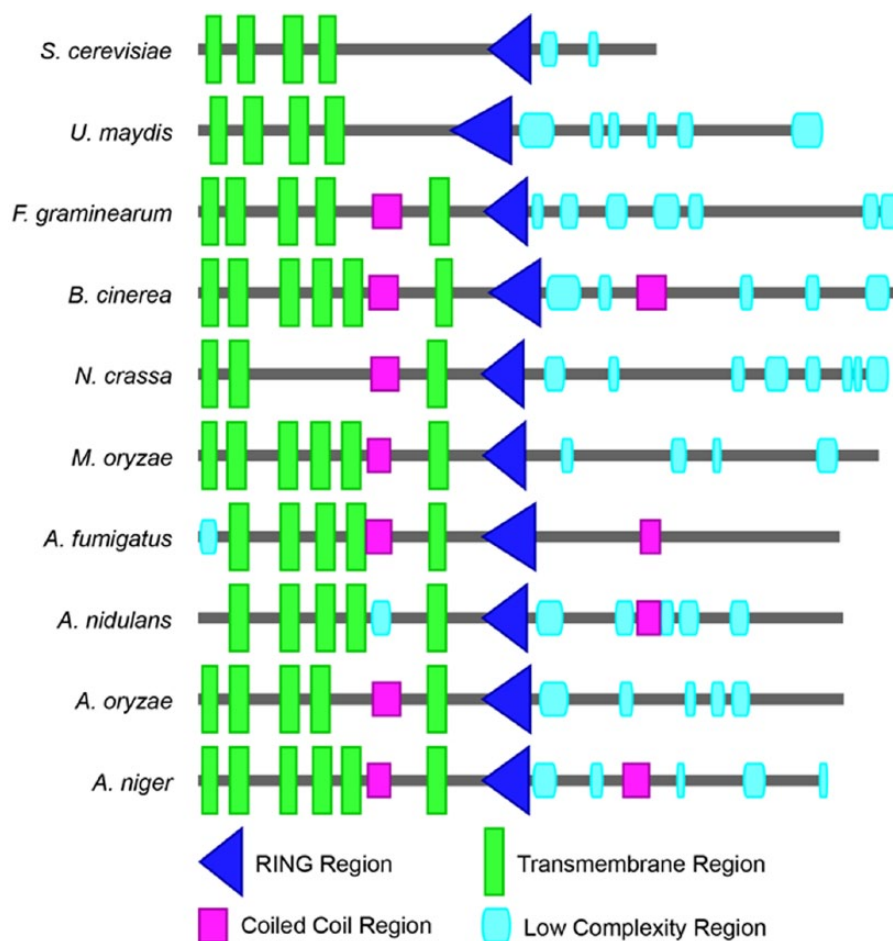 S. cerevisiae
U. maydis
F. graminearum
B. cinerea
N. crassa
M. oryzae
A. fumigatus
A. nidulans
A. oryzae
A. niger
RING Region
Transmembrane Region
Coiled Coil Region
Low Complexity Region